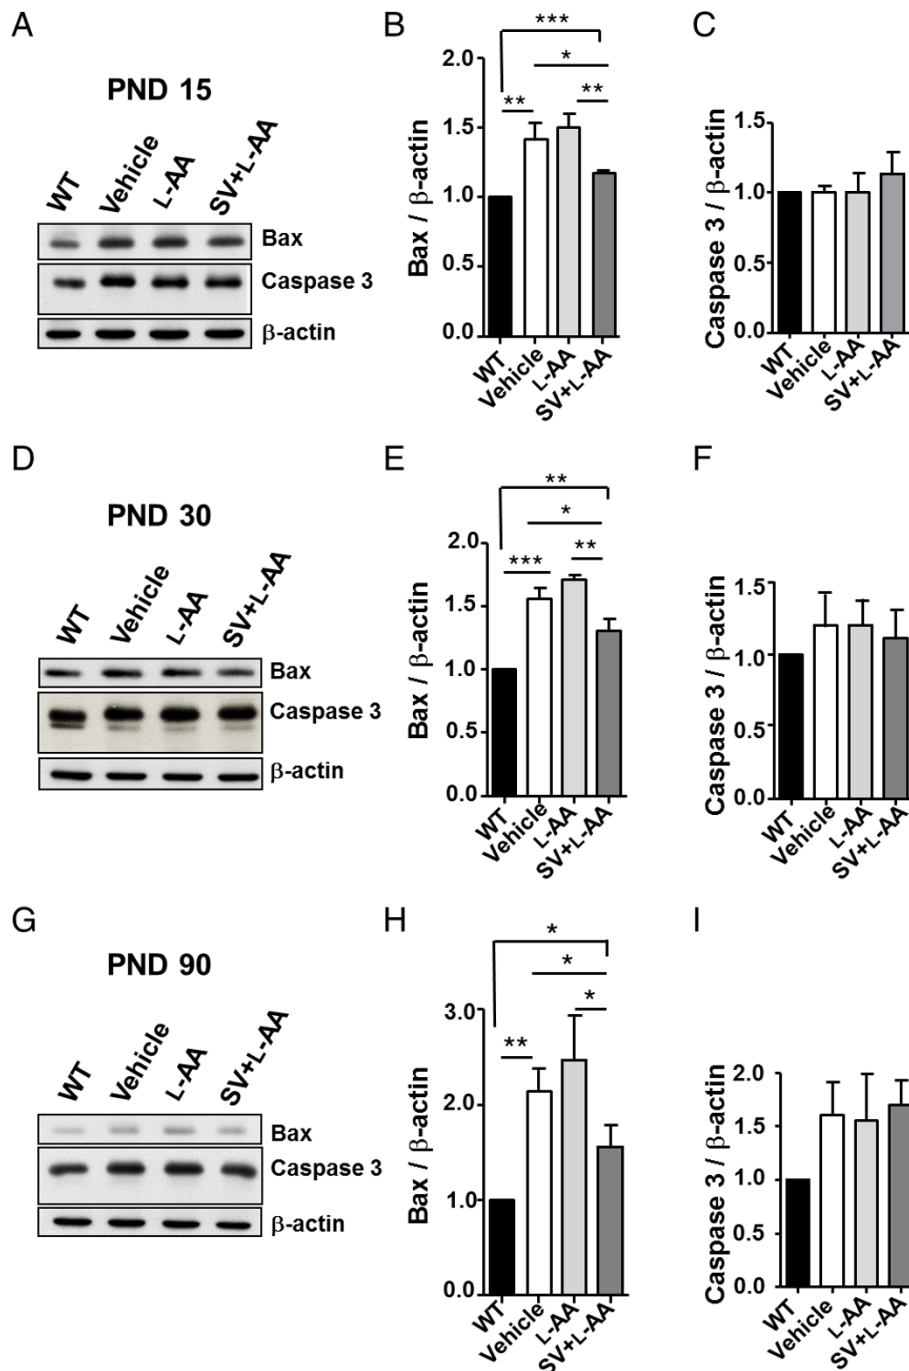 A
PND 15
WT
Vehicle
L-AA
SV+L-AA
Bax
Caspase 3
β-actin
B
***
*
**
**
2.0
1.5
1.0
0.5
0.0
Bax / β-actin
WT
Vehicle
L-AA
SV+L-AA
C
1.5
1.0
0.5
1.0
Caspase 3 / β-actin
WT
Vehicle
L-AA
SV+L-AA
D
PND 30
WT
Vehicle
L-AA
SV+L-AA
Bax
Caspase 3
β-actin
E
**
*
***
**
2.0
1.5
1.0
0.5
0.0
Bax / β-actin
WT
Vehicle
L-AA
SV+L-AA
F
1.5
1.0
0.5
1.0
Caspase 3 / β-actin
WT
Vehicle
L-AA
SV+L-AA
G
PND 90
WT
Vehicle
L-AA
SV+L-AA
Bax
Caspase 3
β-actin
H
*
*
*
**
3.0
2.0
1.0
0.0
Bax / β-actin
WT
Vehicle
L-AA
SV+L-AA
I
2.0
1.5
1.0
1.5
0.0
Caspase 3 / β-actin
WT
Vehicle
L-AA
SV+L-AA